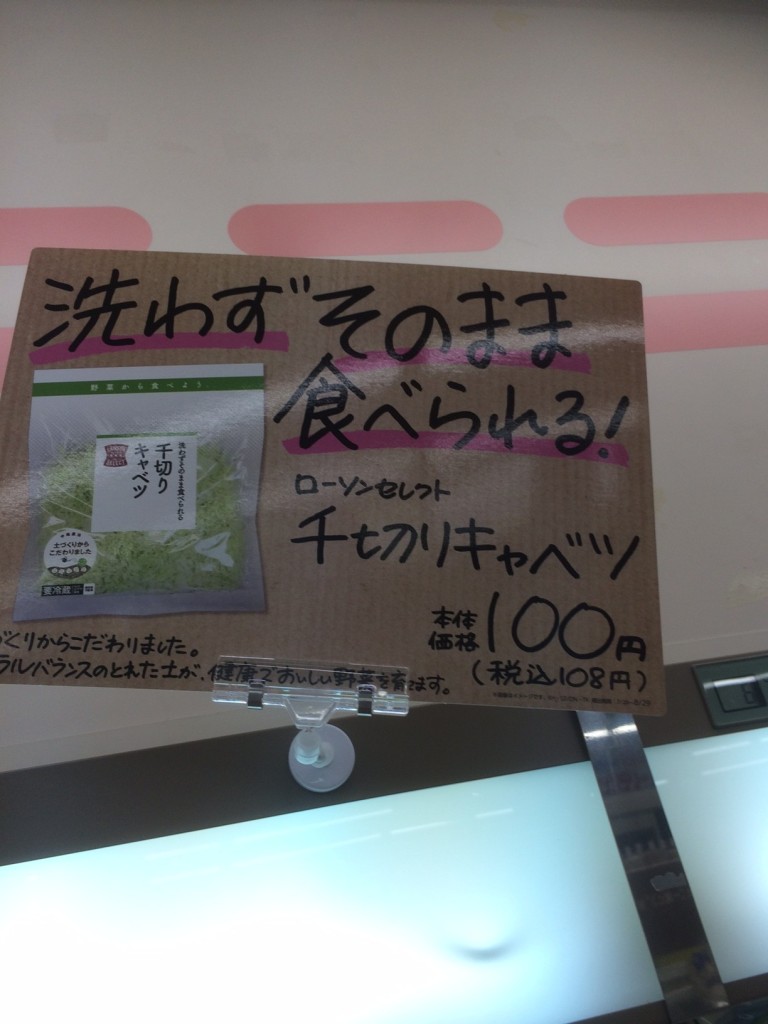 洗わずそのまま
食べられる!
野菜から食べよう
洗わずそのまま食べられる
千切り
キャベツ
土づくりから
こだわりました
要冷蔵
ローソンセレクト
千切りキャベツ
本体
価格
100円
(税込108円)
づくりからこだわりました。
ラルバランスのとれた土が、健康でおいしい野菜を育てます。